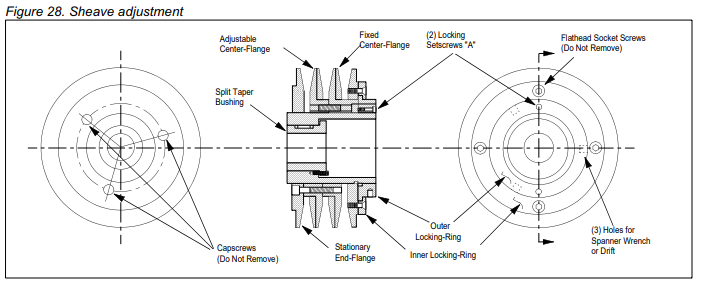 Figure 28. Sheave adjustment
Adjustable
Center-Flange
Fixed
Center-Flange
(2) Locking
Setscrews "A"
Flathead Socket Screws
(Do Not Remove)
Split Taper
Bushing
Capscrews
(Do Not Remove)
Stationary
End-Flange
Outer
Locking-Ring
Inner Locking-Ring
(3) Holes for
Spanner Wrench
or Drift